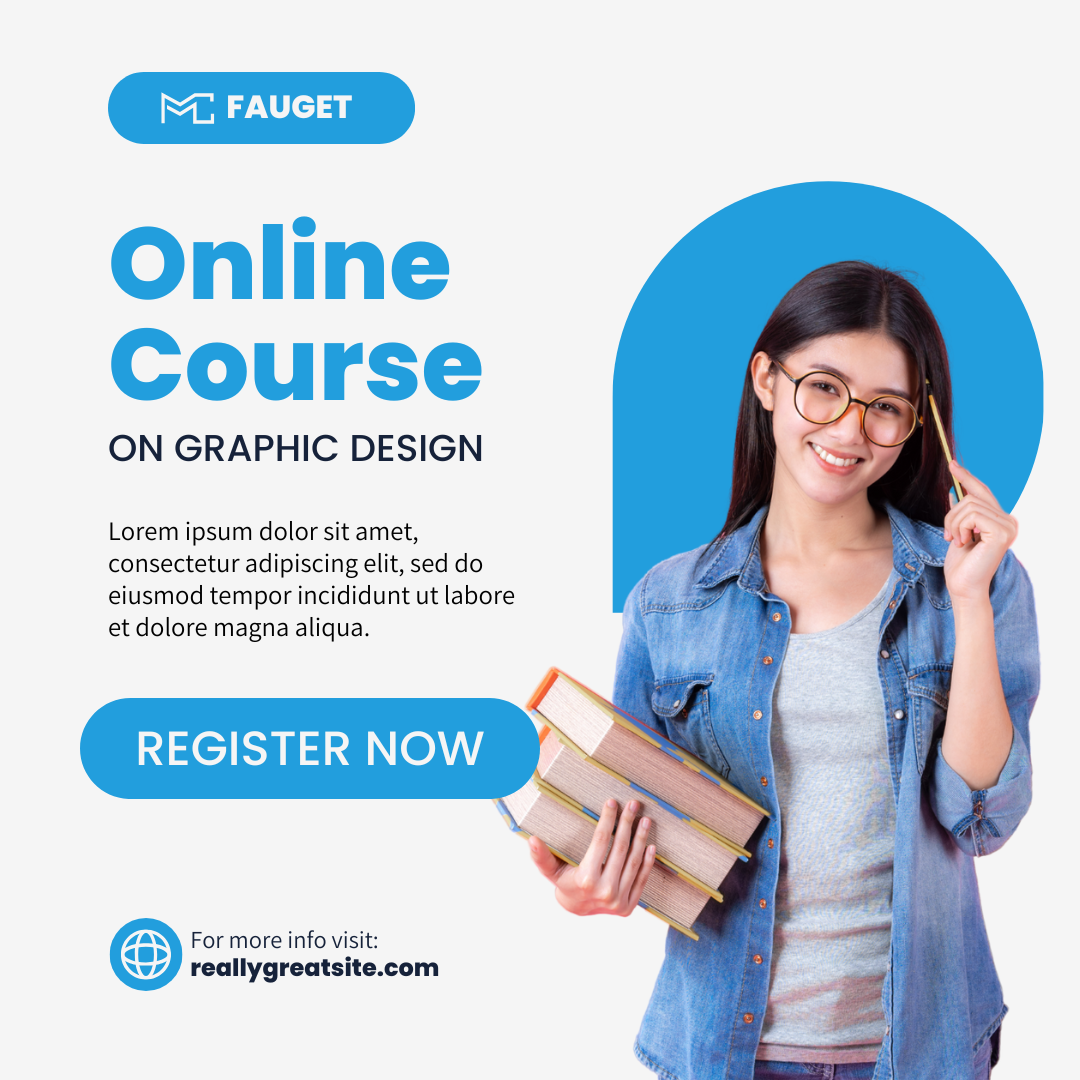 FAUGET
Online
Course
ON GRAPHIC DESIGN
Lorem ipsum dolor sit amet,
consectetur adipiscing elit, sed do
eiusmod tempor incididunt ut labore
et dolore magna aliqua.
REGISTER NOW
For more info visit:
reallygreatsite.com